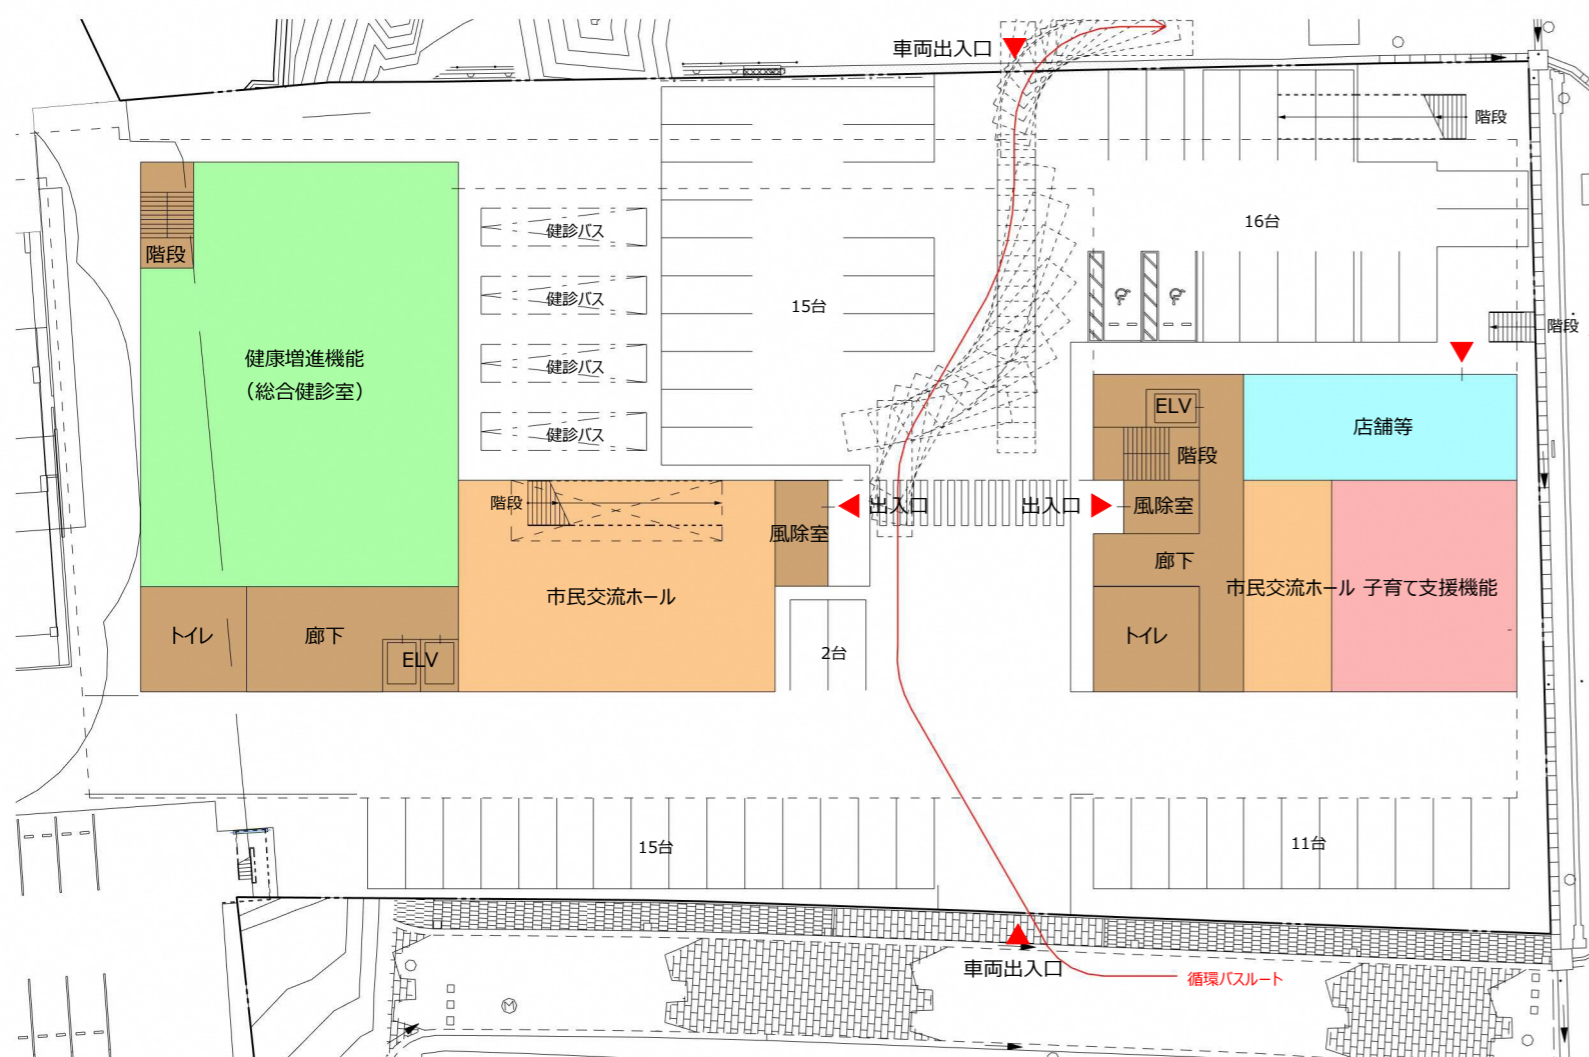 車両出入口
階段
16台
階段
健診バス
健診バス
15台
階段
健康増進機能
（総合健診室）
健診バス
健診バス
ELV
店舗等
階段
階段
出入口
出入口
風除室
風除室
廊下
市民交流ホール
市民交流ホール
子育て支援機能
トイレ
廊下
ELV
2台
トイレ
15台
11台
車両出入口
循環バスルート
M